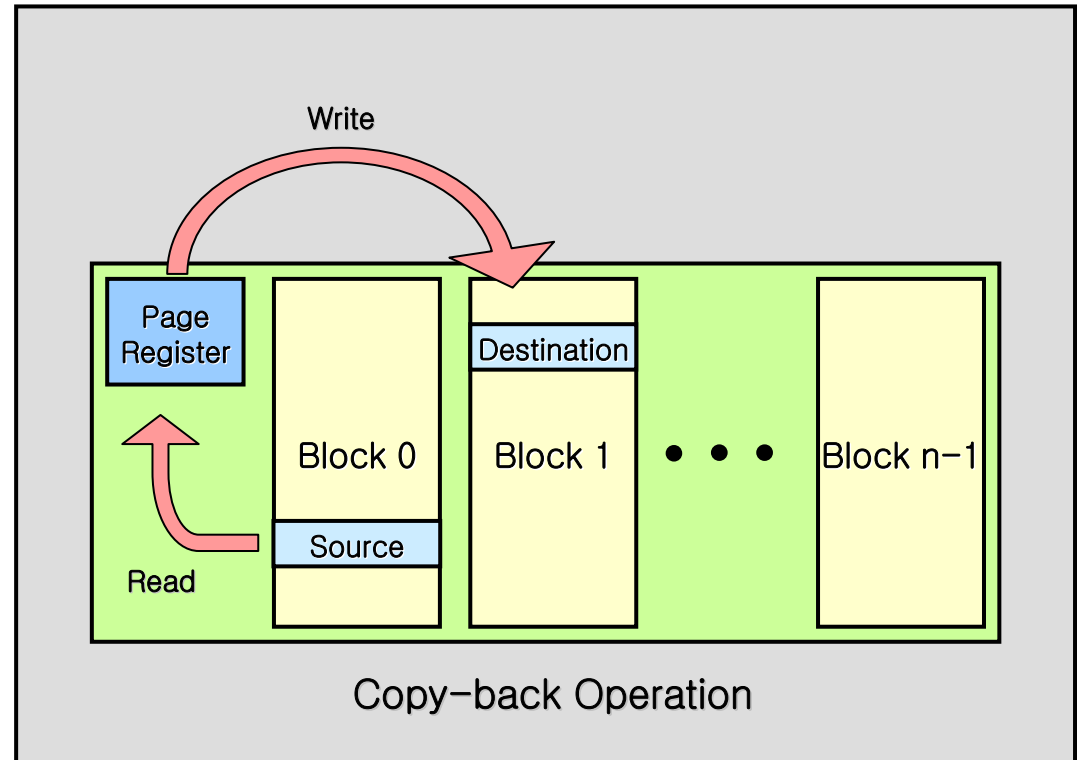 Write
Page
Register
Destination
Block 0
Block 1
Block n-1
Source
Read
Copy-back Operation